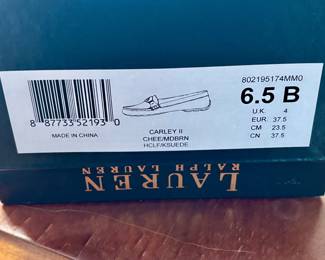 802195174MM0
6.5 B
U.K. 4
EUR. 37.5
CM 23.5
CN 37.5
8 87733 52193 0
MADE IN CHINA
CARLEY II
CHEE/MDBRN
HCLF/KSUEDE
LAUREN
RALPH LAUREN